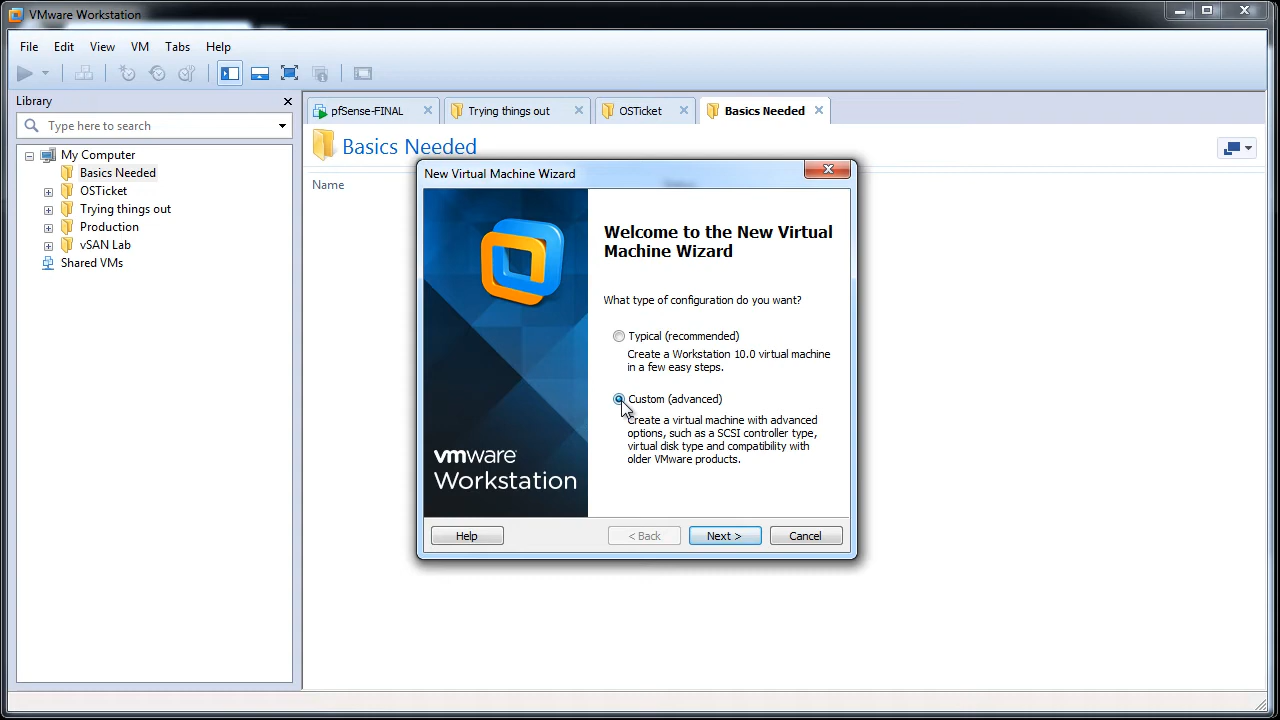 VMware Workstation
File Edit View VM Tabs Help
Library
Type here to search
My Computer
Basics Needed
OSTicket
Trying things out
Production
vSAN Lab
Shared VMs
pfSense-FINAL
Trying things out
OSTicket
Basics Needed
Basics Needed
Name
New Virtual Machine Wizard
vmware
Workstation
Welcome to the New Virtual
Machine Wizard
What type of configuration do you want?
Typical (recommended)
Create a Workstation 10.0 virtual machine
in a few easy steps.
Custom (advanced)
Create a virtual machine with advanced
options, such as a SCSI controller type,
virtual disk type and compatibility with
older VMware products.
Help
< Back
Next >
Cancel